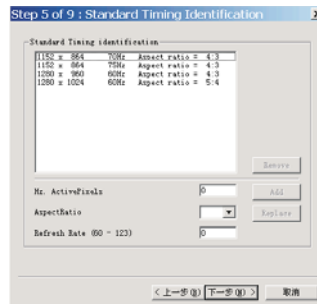 Step 5 of 9 : Standard Timing Identification
Standard Timing identification
1152 x 864 70Hz Aspect ratio = 4:3
1152 x 864 75Hz Aspect ratio = 4:3
1280 x 960 60Hz Aspect ratio = 4:3
1280 x 1024 60Hz Aspect ratio = 5:4
Remove
Hz. ActivePixels 0 Add
AspectRatio Replace
Refresh Rate (60 - 123) 0
< 上一步(B) 下一步(N) > 取消